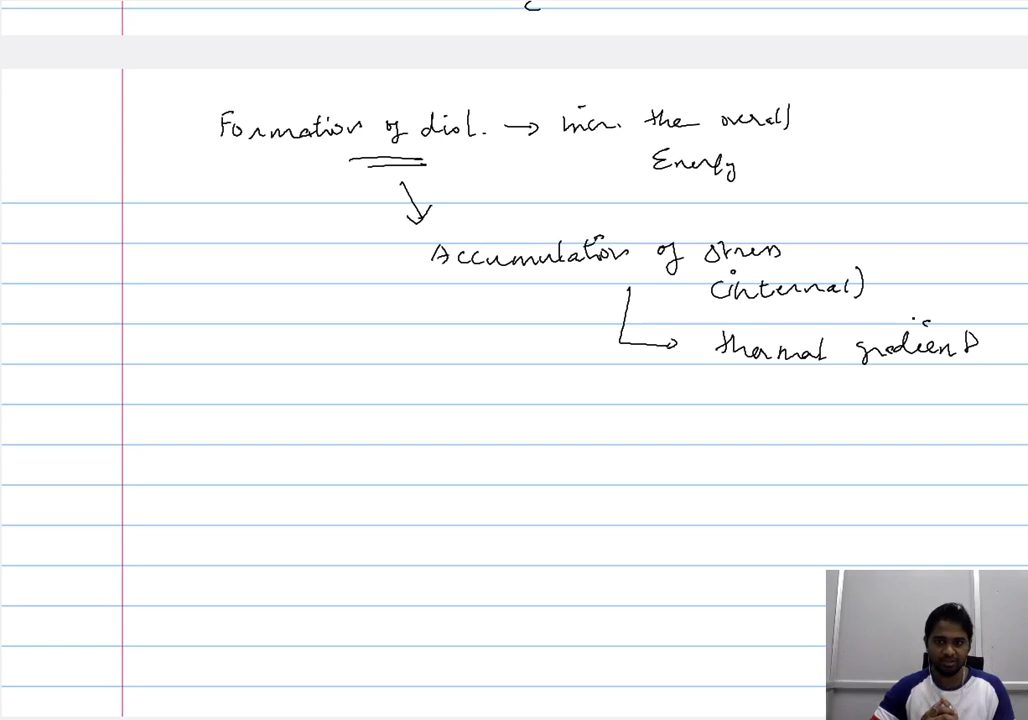 Formation of disl. → incr. the overall
Energy
Accumulation of stress
(internal)
thermal gradient